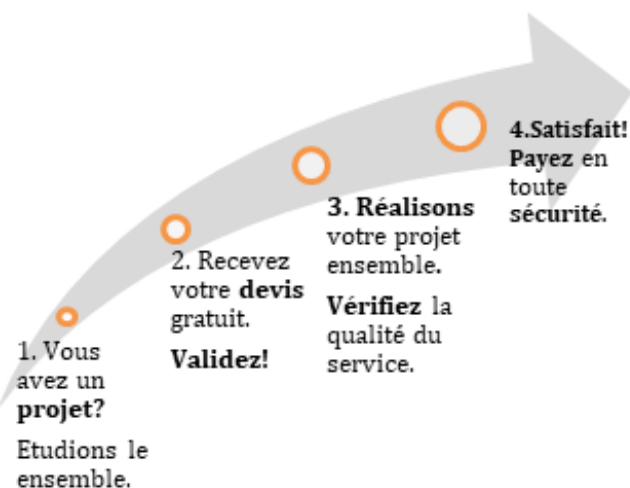 1. Vous
avez un
projet?
Etudions le
ensemble.
2. Recevez
votre devis
gratuit.
Validez!
3. Réalisons
votre projet
ensemble.
Vérifiez la
qualité du
service.
4.Satisfait!
Payez en
toute
sécurité.